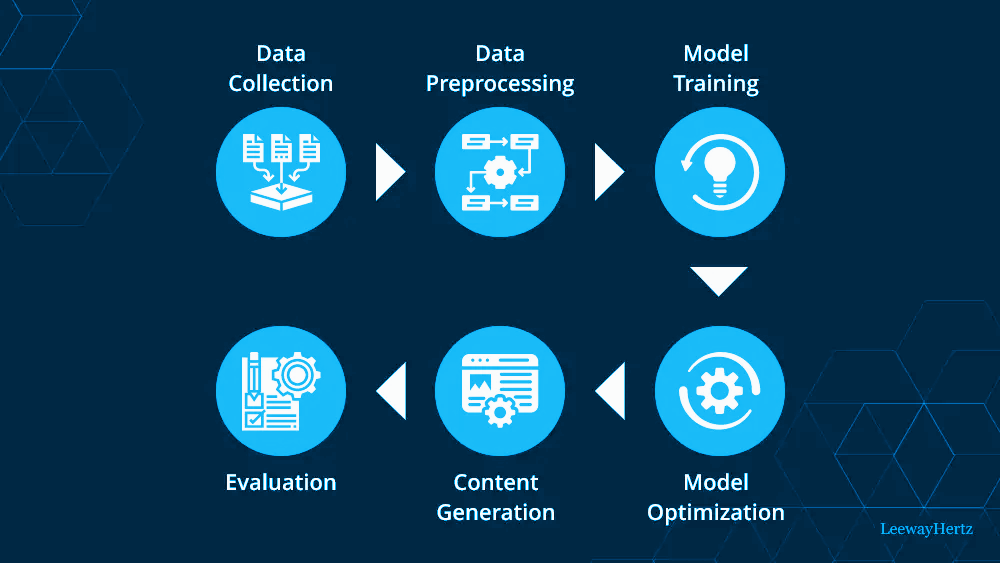 Data
Collection
Data
Preprocessing
Model
Training
Evaluation
Content
Generation
Model
Optimization
LeewayHertz